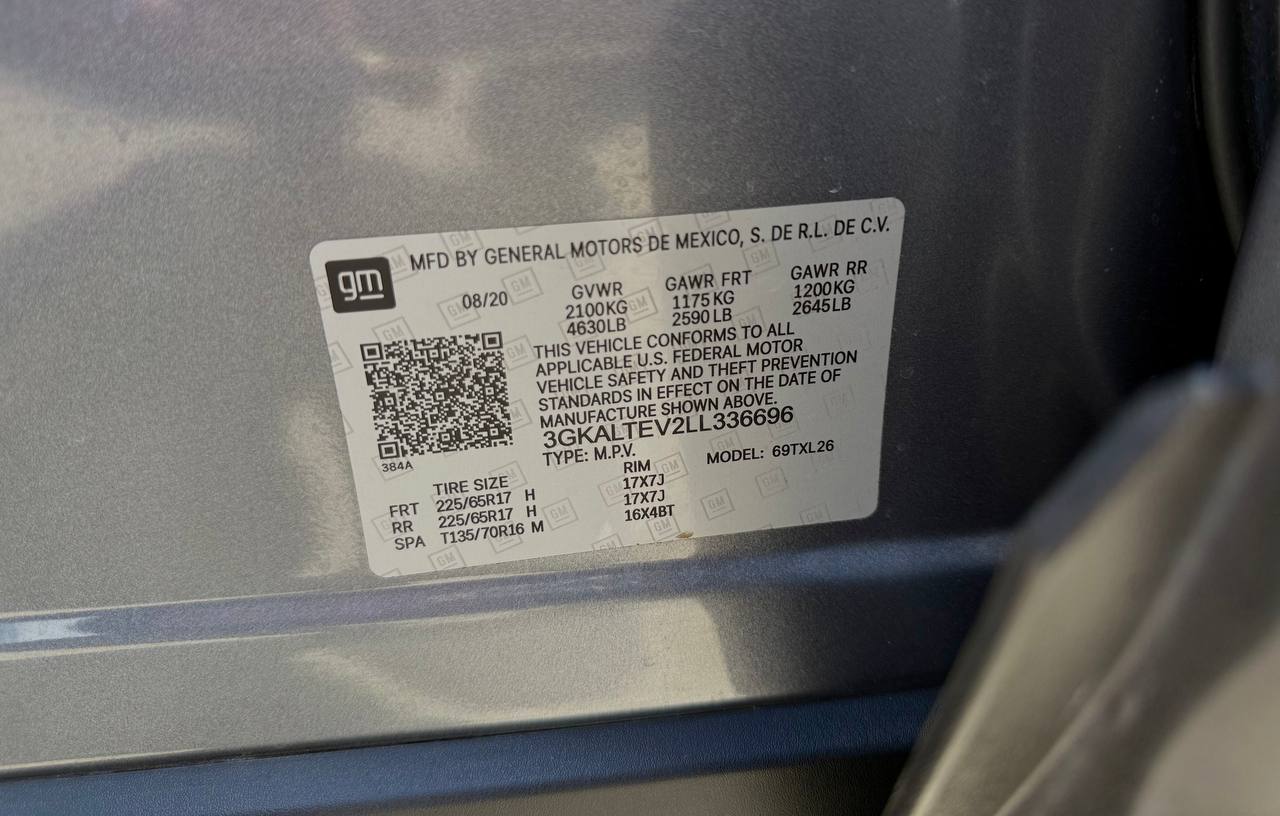 gm
MFD BY GENERAL MOTORS DE MEXICO, S. DE R.L. DE C.V.
08/20 GVWR GAWR FRT GAWR RR
2100KG 1175KG 1200KG
4630LB 2590LB 2645LB
THIS VEHICLE CONFORMS TO ALL
APPLICABLE U.S. FEDERAL MOTOR
VEHICLE SAFETY AND THEFT PREVENTION
STANDARDS IN EFFECT ON THE DATE OF
MANUFACTURE SHOWN ABOVE.
3GKALTEV2LL336696
384A
TYPE: M.P.V. MODEL: 69TXL26
TIRE SIZE RIM
FRT 225/65R17 H 17X7J
RR 225/65R17 H 17X7J
SPA T135/70R16 M 16X4BT